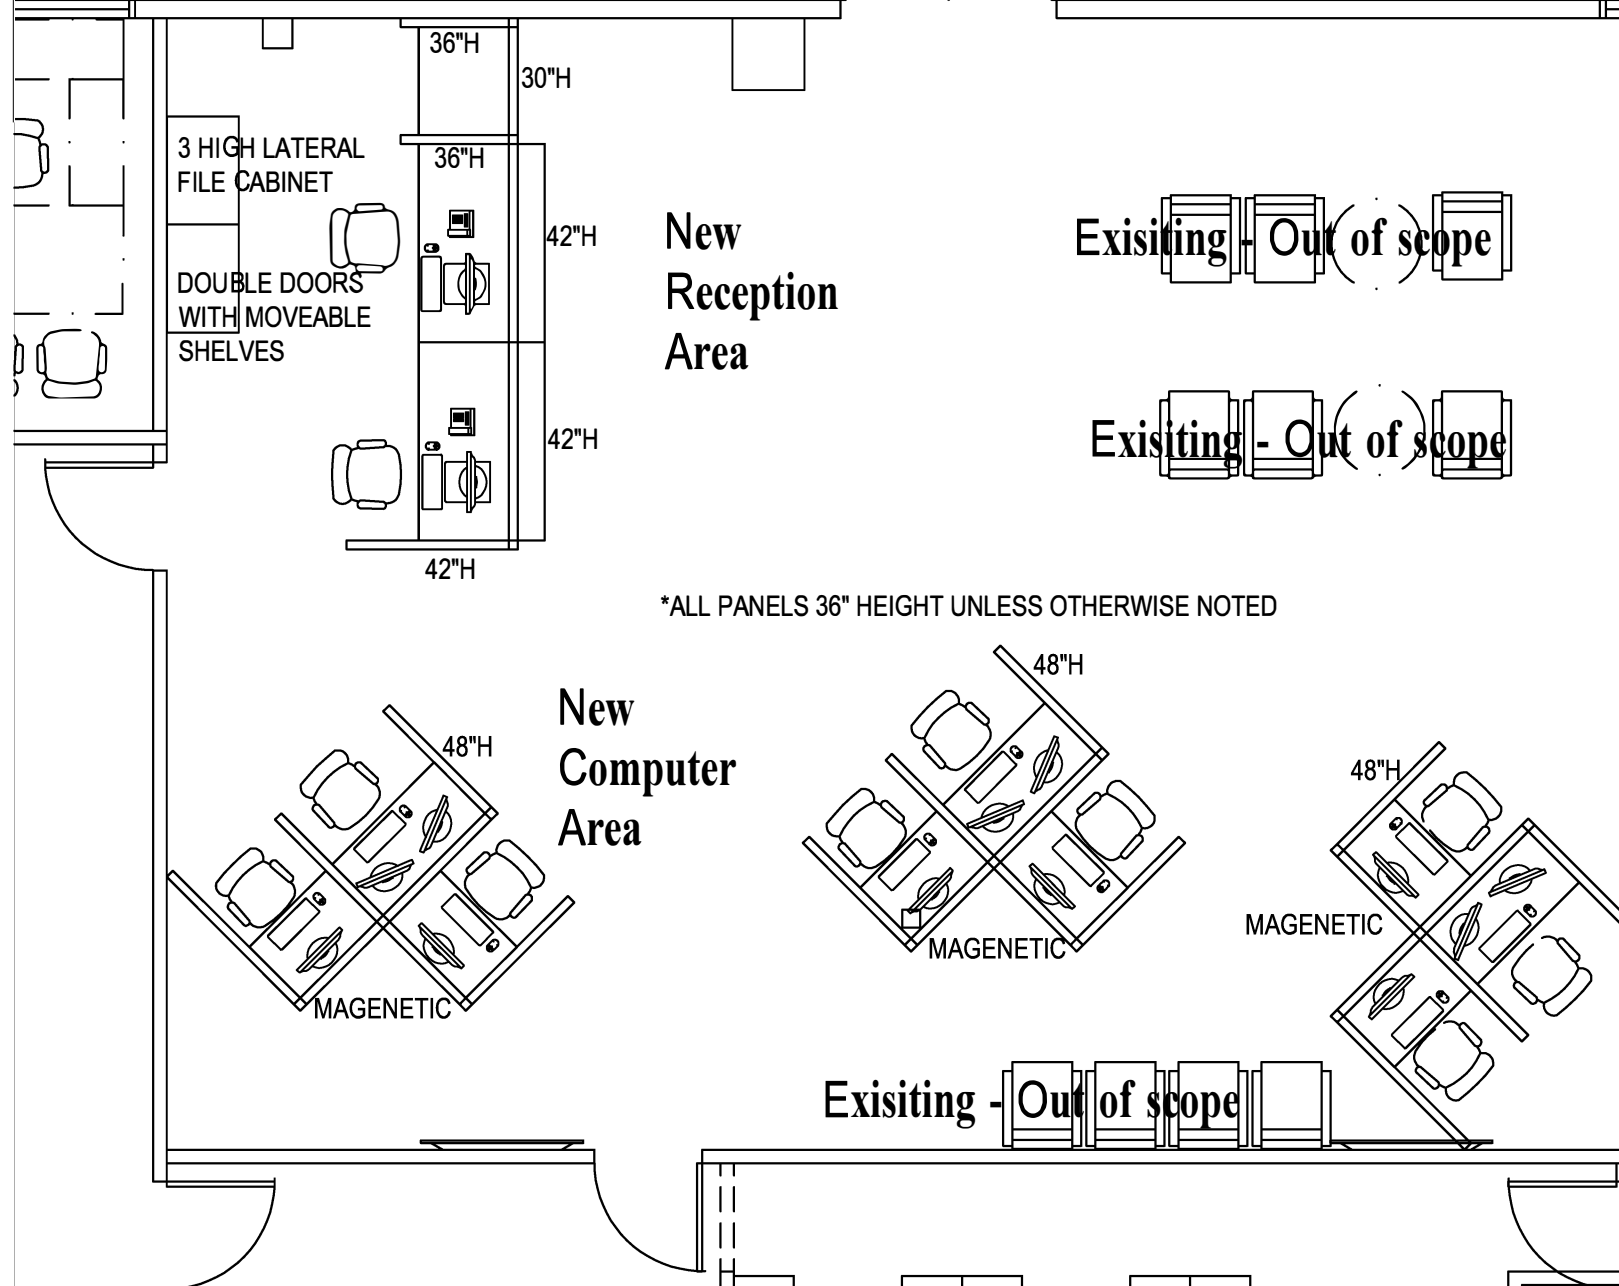 36"H
30"H
3 HIGH LATERAL
FILE CABINET
36"H
42"H
DOUBLE DOORS
WITH MOVEABLE
SHELVES
42"H
42"H
New
Reception
Area
Exisiting - Out of scope
Exisiting - Out of scope
*ALL PANELS 36" HEIGHT UNLESS OTHERWISE NOTED
48"H
New
Computer
Area
48"H
48"H
MAGENETIC
MAGENETIC
MAGENETIC
Exisiting - Out of scope